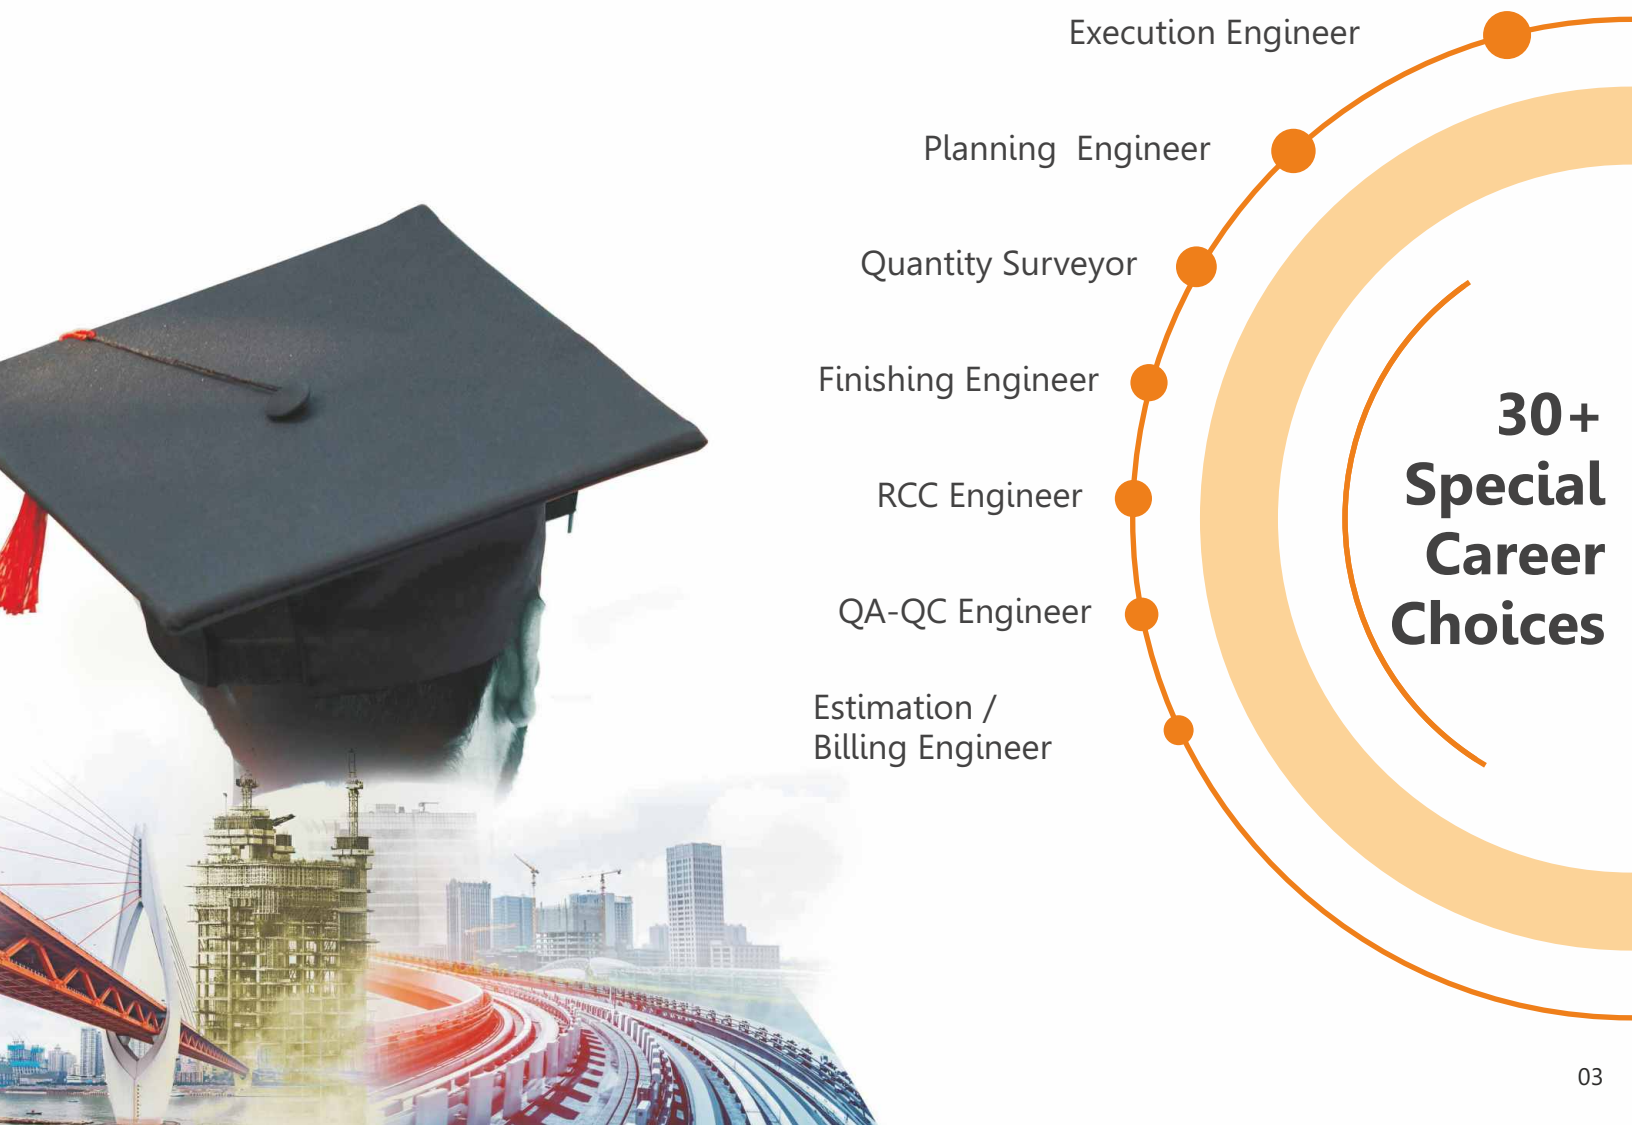 Execution Engineer
Planning  Engineer
Quantity Surveyor
Finishing Engineer
RCC Engineer
QA-QC Engineer
Estimation /
Billing Engineer
30+
Special
Career
Choices
03